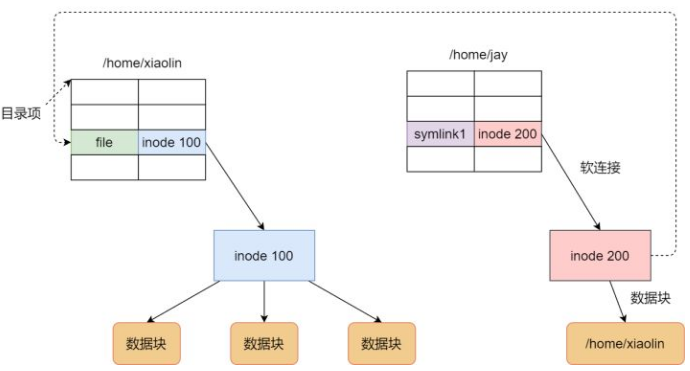 /home/xiaolin
/home/jay
目录项
file
inode 100
symlink1
inode 200
软连接
inode 100
inode 200
数据块
数据块
数据块
数据块
/home/xiaolin